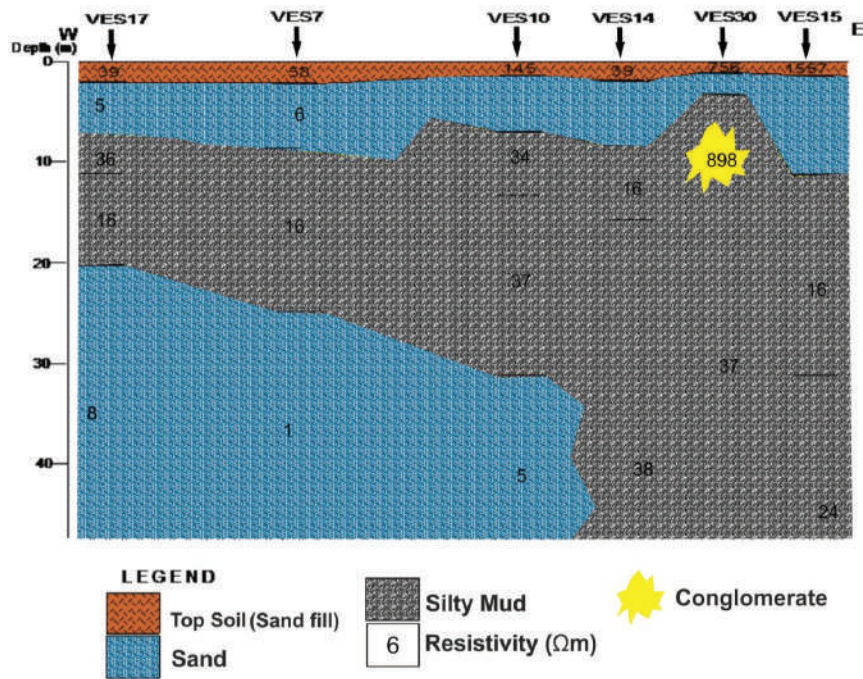 VES17 VES7 VES10 VES14 VES30 VES15
W E
Depth (m)
0
39 58 145 39 756 1557
5 6
10
36 34 16 898
16 16
20
37 16
30
37
8 1
40
5 38
24
LEGEND
Top Soil (Sand fill)
Sand
Silty Mud
6 Resistivity (Ωm)
Conglomerate